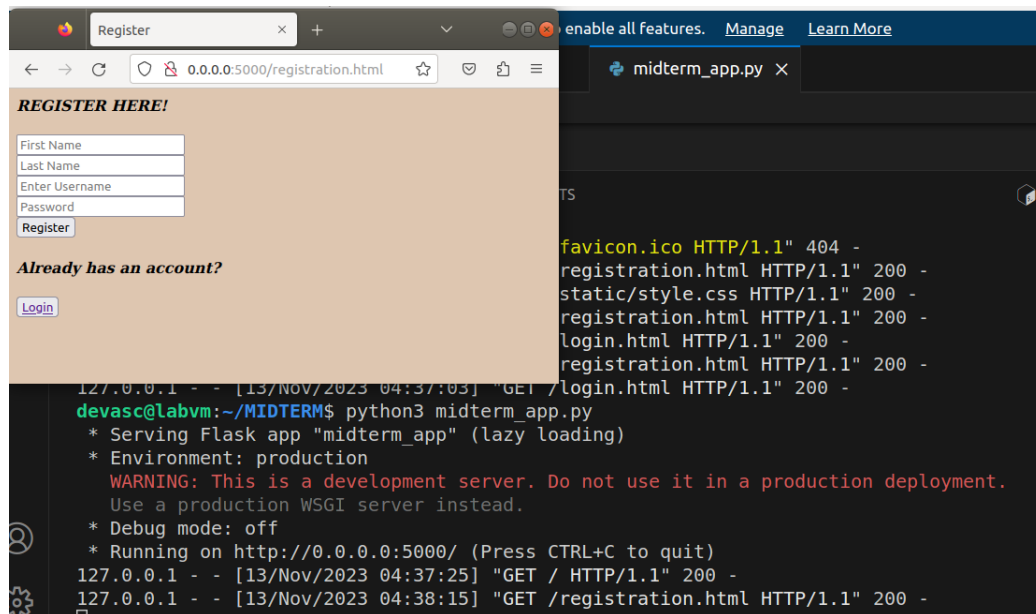 Register
0.0.0.0:5000/registration.html
REGISTER HERE!
First Name
Last Name
Enter Username
Password
Register
Already has an account?
Login
enable all features. Manage Learn More
midterm_app.py
TS
favicon.ico HTTP/1.1" 404 -
registration.html HTTP/1.1" 200 -
static/style.css HTTP/1.1" 200 -
registration.html HTTP/1.1" 200 -
login.html HTTP/1.1" 200 -
registration.html HTTP/1.1" 200 -
127.0.0.1 - - [13/Nov/2023 04:37:03] "GET /login.html HTTP/1.1" 200 -
devasc@labvm:~/MIDTERM$ python3 midterm_app.py
* Serving Flask app "midterm_app" (lazy loading)
* Environment: production
WARNING: This is a development server. Do not use it in a production deployment.
Use a production WSGI server instead.
* Debug mode: off
* Running on http://0.0.0.0:5000/ (Press CTRL+C to quit)
127.0.0.1 - - [13/Nov/2023 04:37:25] "GET / HTTP/1.1" 200 -
127.0.0.1 - - [13/Nov/2023 04:38:15] "GET /registration.html HTTP/1.1" 200 -